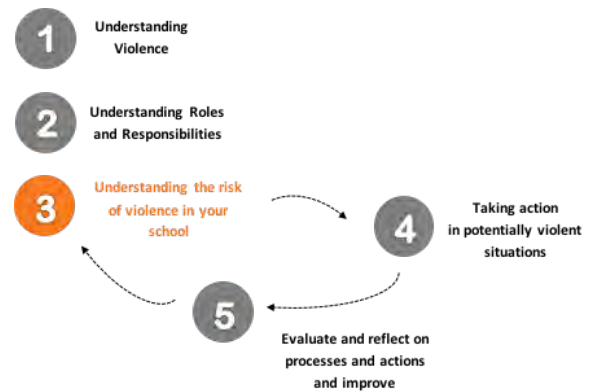 1
Understanding
Violence
2
Understanding Roles
and Responsibilities
3
Understanding the risk
of violence in your
school
4
Taking action
in potentially violent
situations
5
Evaluate and reflect on
processes and actions
and improve